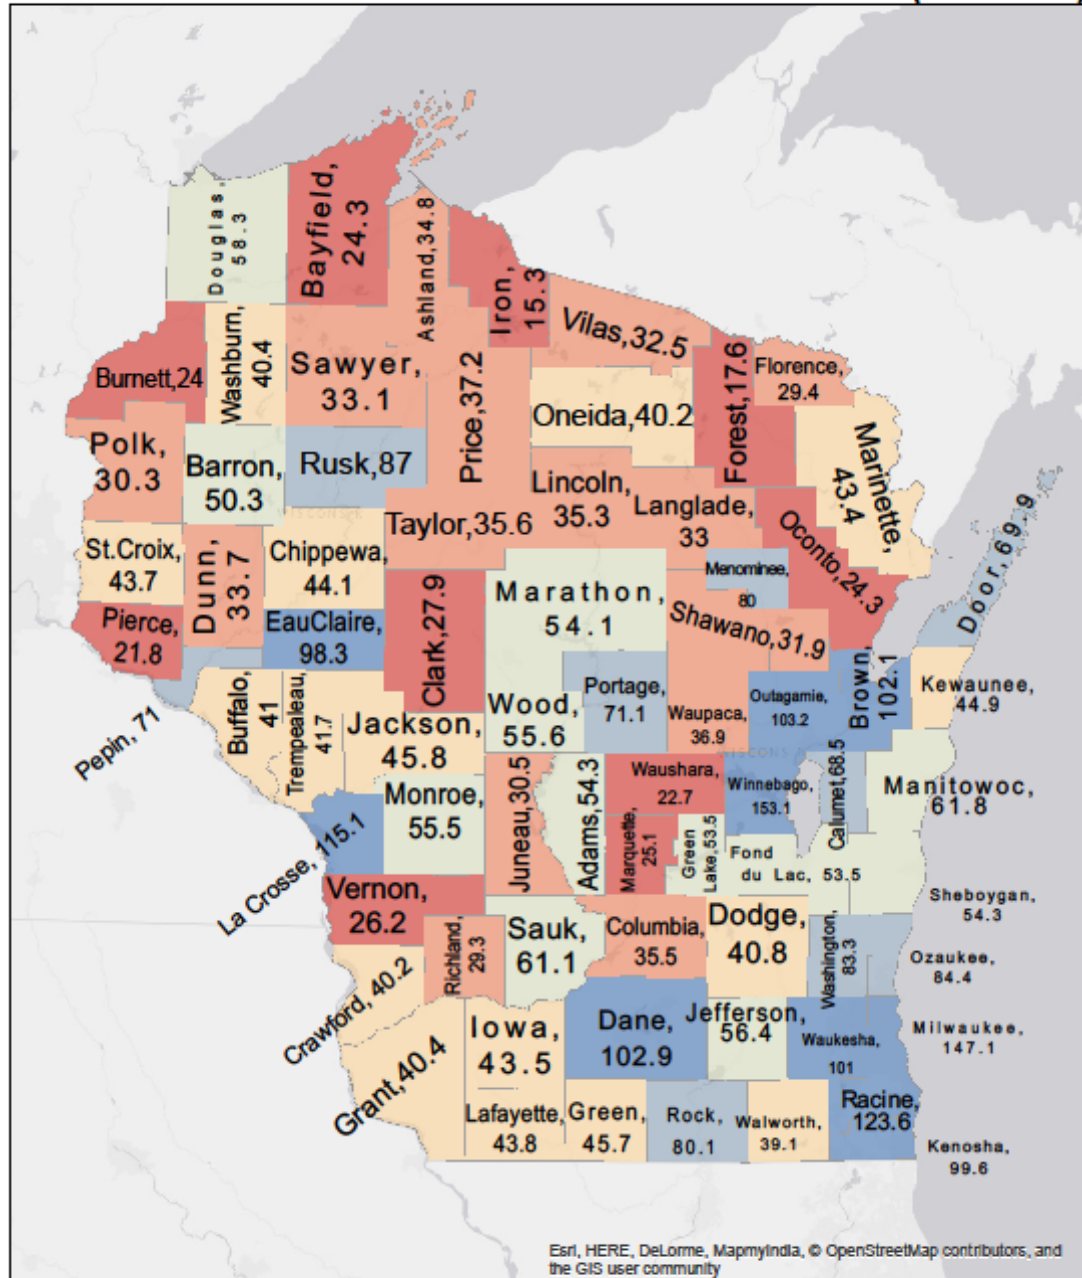 Douglas,
58.3
Bayfield,
24.3
Ashland,34.8
Iron,
15.3
Vilas,32.5
Burnett,24
Washburn,
40.4
Sawyer,
33.1
Price,37.2
Oneida,40.2
Forest,17.6
Florence,
29.4
Marinette,
43.4
Polk,
30.3
Barron,
50.3
Rusk,87
Lincoln,
35.3
Langlade,
33
Taylor,35.6
Oconto,24.3
Door,69.9
St.Croix,
43.7
Dunn,
33.7
Chippewa,
44.1
Menominee,
80
Marathon,
54.1
Shawano,31.9
Pierce,
21.8
EauClaire,
98.3
Clark,27.9
Pepin, 71
Buffalo,
41
Trempealeau,
41.7
Jackson,
45.8
Wood,
55.6
Portage,
71.1
Waupaca,
36.9
Outagamie,
103.2
Brown,
102.1
Kewaunee,
44.9
WISCONSIN
Monroe,
55.5
Juneau,30.5
Adams,54.3
Waushara,
22.7
Winnebago,
153.1
Calumet,68.5
Manitowoc,
61.8
La Crosse, 115.1
Marquette,
25.1
Green
Lake,53.5
Fond
du Lac, 53.5
Sheboygan,
54.3
Vernon,
26.2
Richland,
29.3
Sauk,
61.1
Columbia,
35.5
Dodge,
40.8
Washington,
83.3
Ozaukee,
84.4
Crawford, 40.2
Grant,40.4
Iowa,
43.5
Dane,
102.9
Jefferson,
56.4
Waukesha,
101
Milwaukee,
147.1
Lafayette,
43.8
Green,
45.7
Rock,
80.1
Walworth,
39.1
Racine,
123.6
Kenosha,
99.6
Esri, HERE, DeLorme, MapmyIndia, © OpenStreetMap contributors, and
the GIS user community